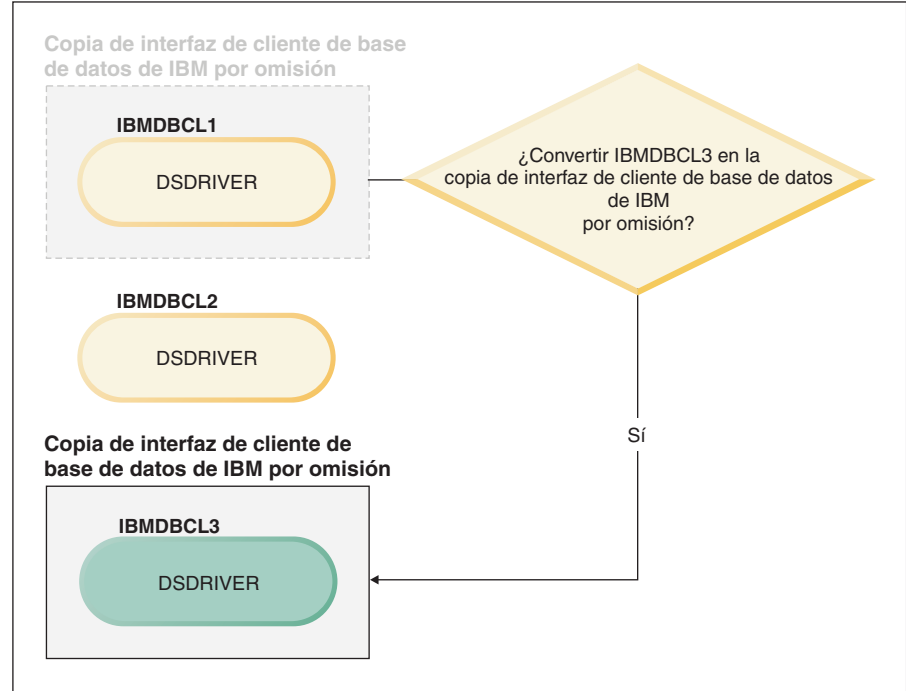 Copia de interfaz de cliente de base
de datos de IBM por omisión
IBMDBCL1
DSDRIVER
¿Convertir IBMDBCL3 en la
copia de interfaz de cliente de base de datos
de IBM
por omisión?
IBMDBCL2
DSDRIVER
Sí
Copia de interfaz de cliente de
base de datos de IBM por omisión
IBMDBCL3
DSDRIVER